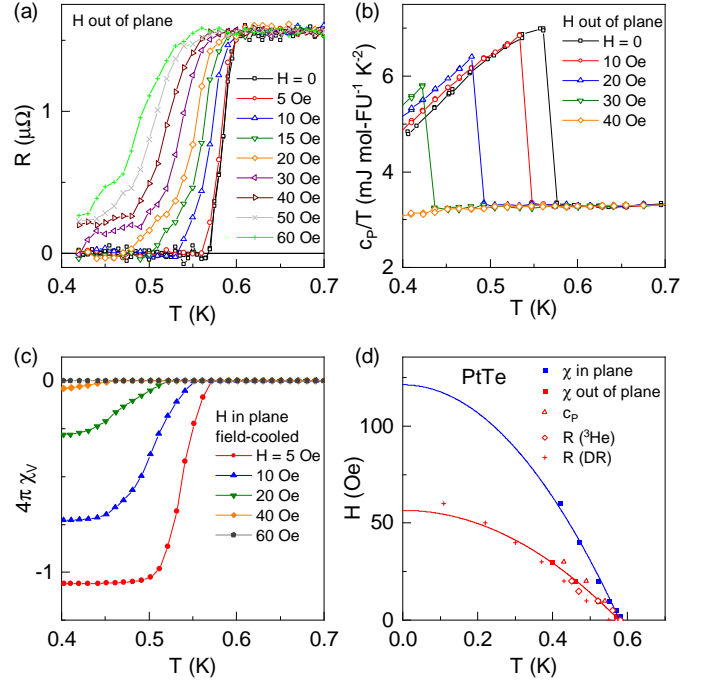 (a)
H out of plane
R (μΩ)
1
0
H = 0
5 Oe
10 Oe
15 Oe
20 Oe
30 Oe
40 Oe
50 Oe
60 Oe
0.4 0.5 0.6 0.7
T (K)
(b)
H out of plane
cP/T (mJ mol-FU⁻¹ K⁻²)
8
6
4
2
H = 0
10 Oe
20 Oe
30 Oe
40 Oe
0.4 0.5 0.6 0.7
T (K)
(c)
4π χV
0
-1
H in plane
field-cooled
H = 5 Oe
10 Oe
20 Oe
40 Oe
60 Oe
0.4 0.5 0.6 0.7
T (K)
(d)
PtTe
H (Oe)
100
50
0
χ in plane
χ out of plane
cP
R (³He)
R (DR)
0.0 0.2 0.4 0.6
T (K)